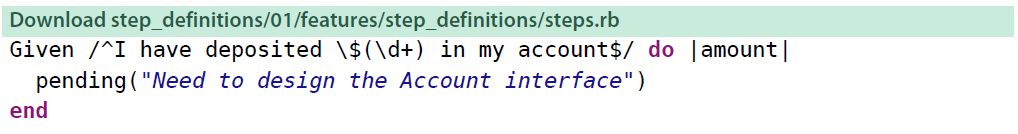 Download step_definitions/01/features/step_definitions/steps.rb
Given /^I have deposited \$(\d+) in my account$/ do |amount|
  pending("Need to design the Account interface")
end